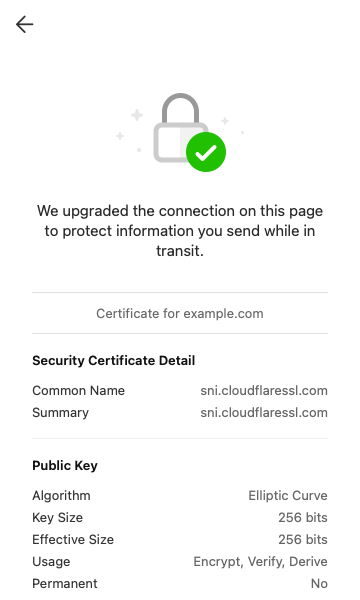 We upgraded the connection on this page
to protect information you send while in
transit.
Certificate for example.com
Security Certificate Detail
Common Name sni.cloudflaressl.com
Summary sni.cloudflaressl.com
Public Key
Algorithm Elliptic Curve
Key Size 256 bits
Effective Size 256 bits
Usage Encrypt, Verify, Derive
Permanent No